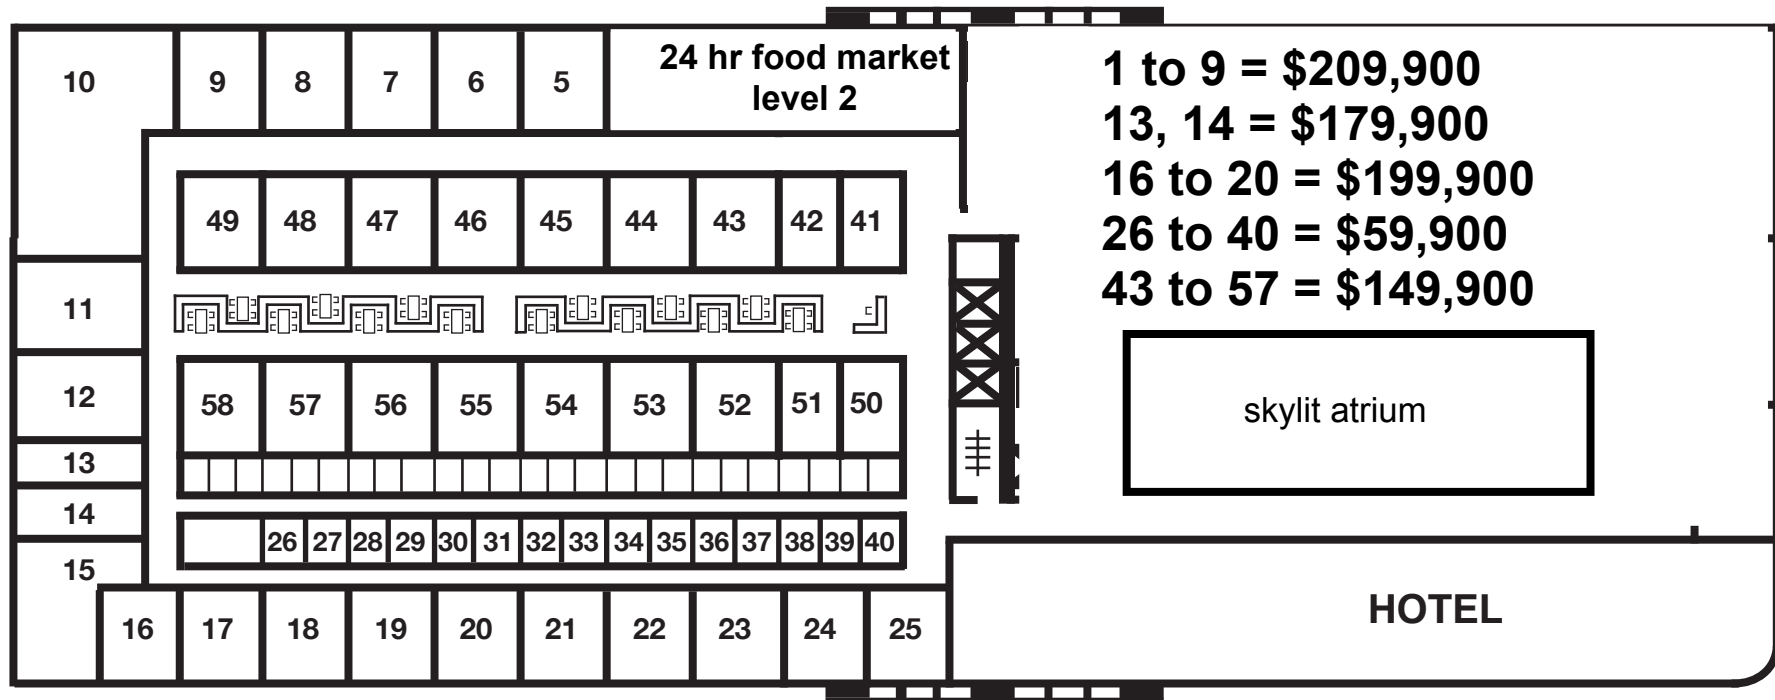 10 9 8 7 6 5
24 hr food market
level 2
1 to 9 = $209,900
13, 14 = $179,900
16 to 20 = $199,900
26 to 40 = $59,900
43 to 57 = $149,900
49 48 47 46 45 44 43 42 41
11
12
58 57 56 55 54 53 52 51 50
skylit atrium
13
14
26 27 28 29 30 31 32 33 34 35 36 37 38 39 40
15
16 17 18 19 20 21 22 23 24 25
HOTEL